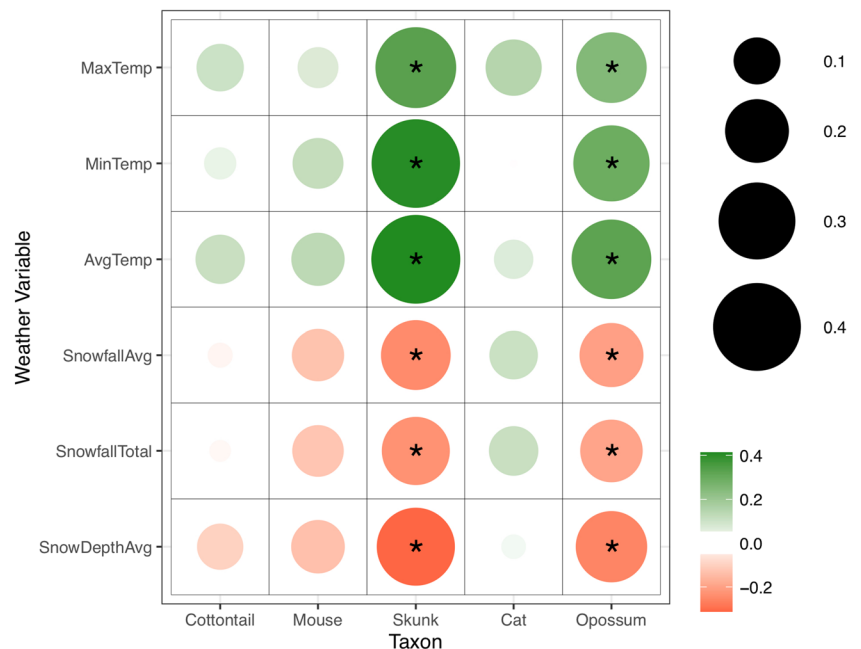 MaxTemp
*
*
MinTemp
*
*
AvgTemp
*
*
SnowfallAvg
*
*
SnowfallTotal
*
*
SnowDepthAvg
*
*
Weather Variable
Cottontail Mouse Skunk Cat Opossum
Taxon
0.1
0.2
0.3
0.4
0.4
0.2
0.0
−0.2